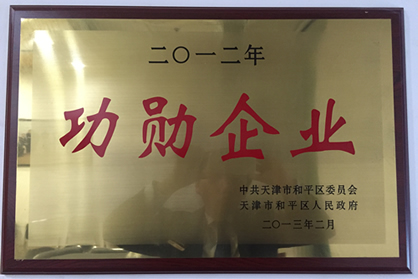 二〇一二年
功勋企业
中共天津市和平区委员会
天津市和平区人民政府
二〇一三年二月